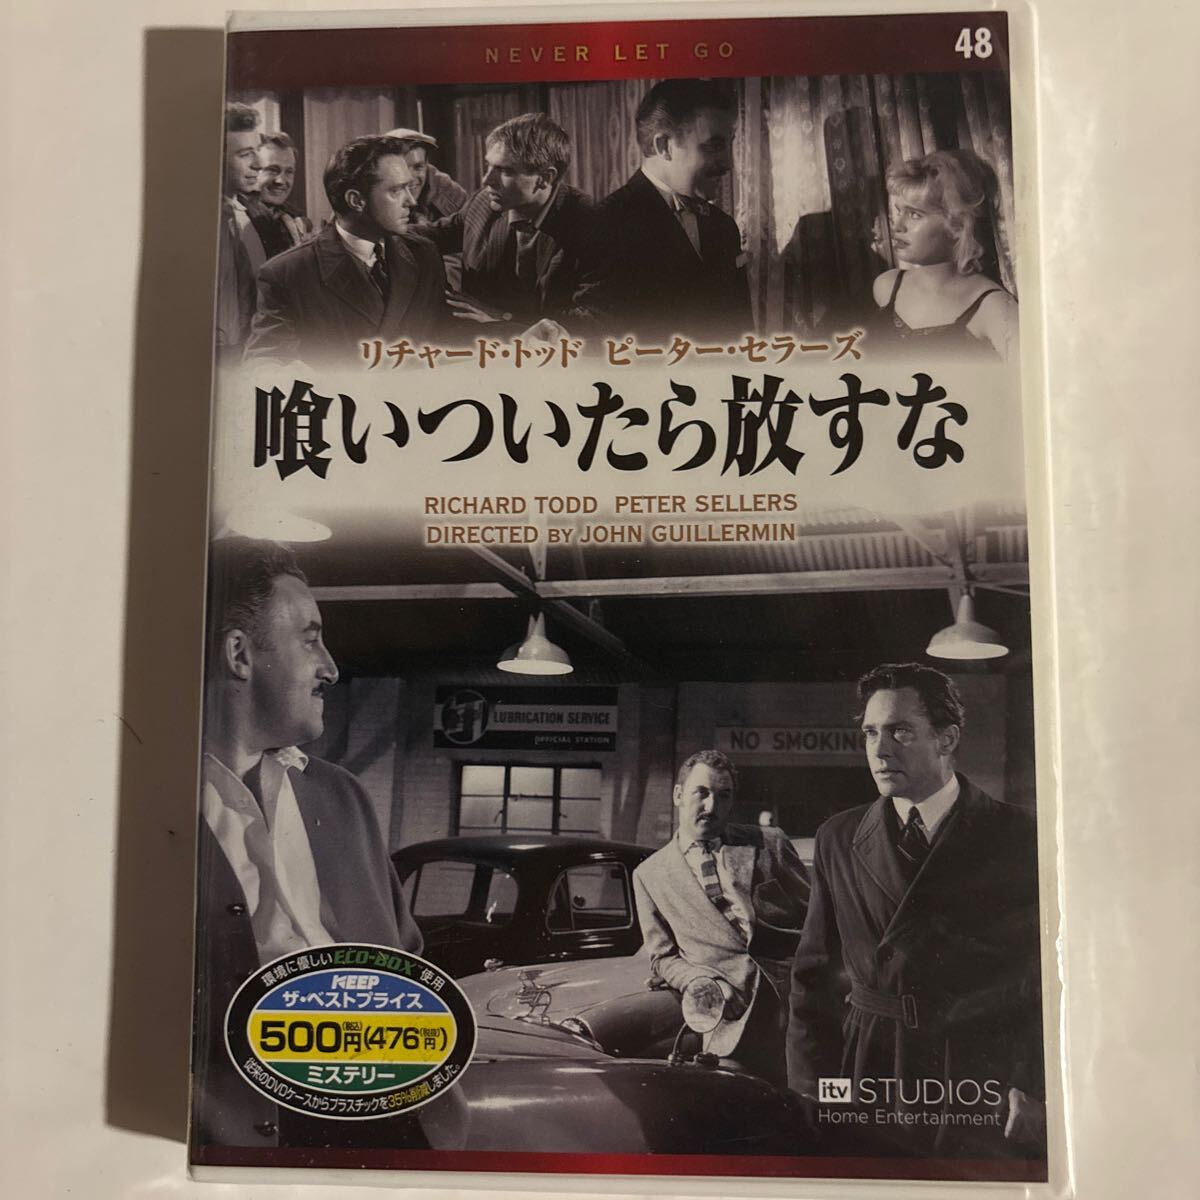 NEVER LET GO
48
リチャード・トッド ピーター・セラーズ
喰いついたら放すな
RICHARD TODD PETER SELLERS
DIRECTED BY JOHN GUILLERMIN
LUBRICATION SERVICE
OFFICIAL STATION
NO SMOKING
環境に優しいECO-BOX使用
KEEP
ザ・ベストプライス
500円(税込)(476円(税抜))
ミステリー
従来のDVDケースからプラスチックを35%削減しました。
itv STUDIOS
Home Entertainment